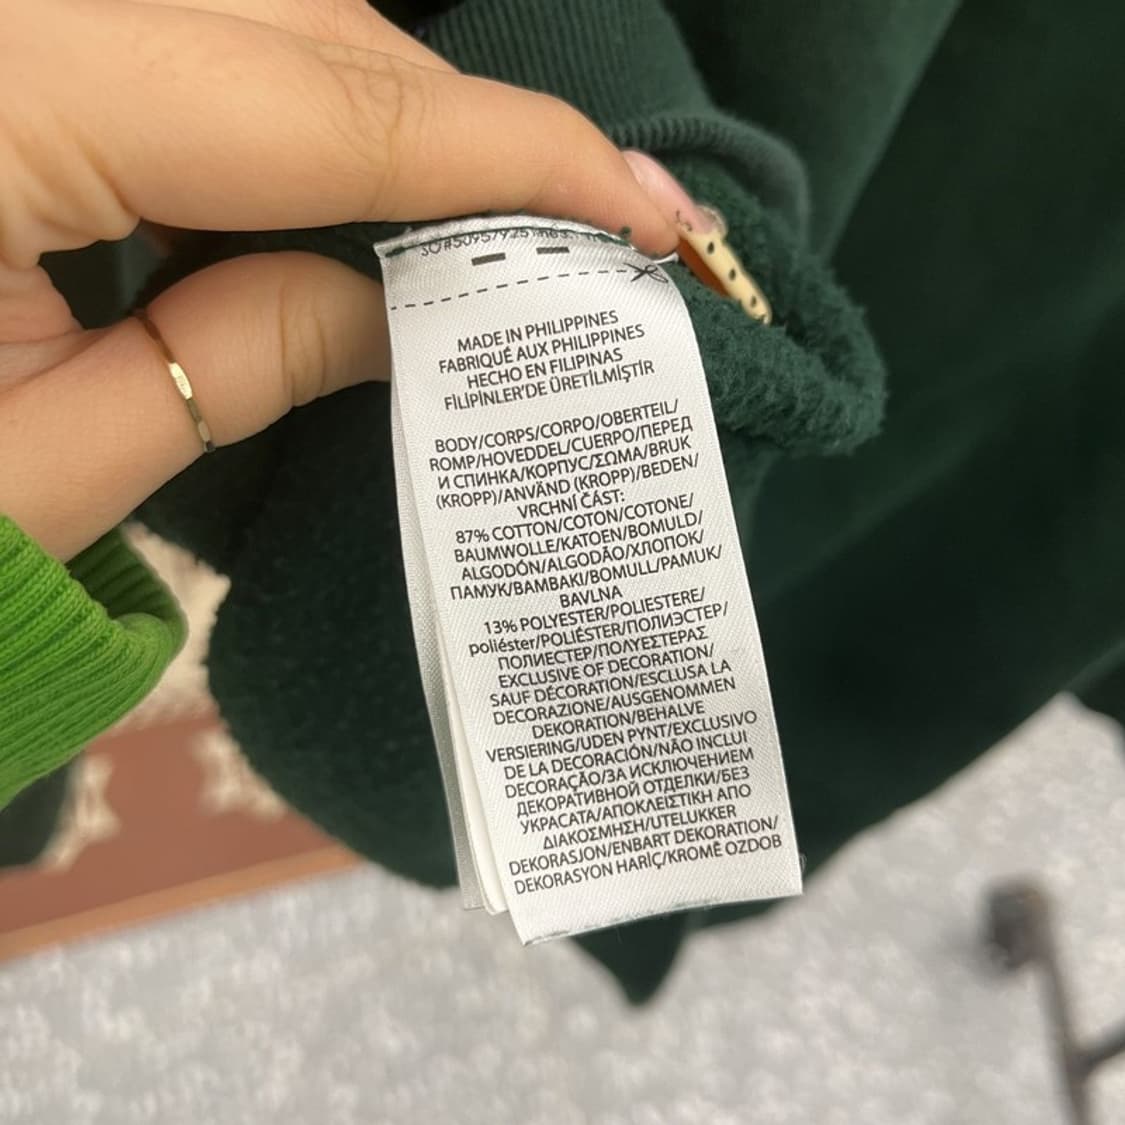 MADE IN PHILIPPINES
FABRIQUÉ AUX PHILIPPINES
HECHO EN FILIPINAS
FİLİPİNLER'DE ÜRETİLMİŞTİR
BODY/CORPS/CORPO/OBERTEIL/
ROMP/HOVEDDEL/CUERPO/ПЕРЕД
И СПИНКА/КОРПУС/ΣΩΜΑ/BRUK
(KROPP)/ANVÄND (KROPP)/BEDEN/
VRCHNÍ ČÁST:
87% COTTON/COTON/COTONE/
BAUMWOLLE/KATOEN/BOMULD/
ALGODÓN/ALGODÃO/ХЛОПОК/
ПАМУК/ΒΑΜΒΑΚΙ/BOMULL/PAMUK/
BAVLNA
13% POLYESTER/POLIESTERE/
poliéster/POLIÉSTER/ПОЛИЭСТЕР/
ПОЛИЕСТЕР/ΠΟΛΥΕΣΤΕΡΑΣ
EXCLUSIVE OF DECORATION/
SAUF DÉCORATION/ESCLUSA LA
DECORAZIONE/AUSGENOMMEN
DEKORATION/BEHALVE
VERSIERING/UDEN PYNT/EXCLUSIVO
DE LA DECORACIÓN/NÃO INCLUI
DECORAÇÃO/ЗА ИСКЛЮЧЕНИЕМ
ДЕКОРАТИВНОЙ ОТДЕЛКИ/БЕЗ
УКРАСАТА/ΑΠΟΚΛΕΙΣΤΙΚΗ ΑΠΟ
ΔΙΑΚΟΣΜΗΣΗ/UTELUKKER
DEKORASJON/ENBART DEKORATION/
DEKORASYON HARİÇ/KROMĚ OZDOB